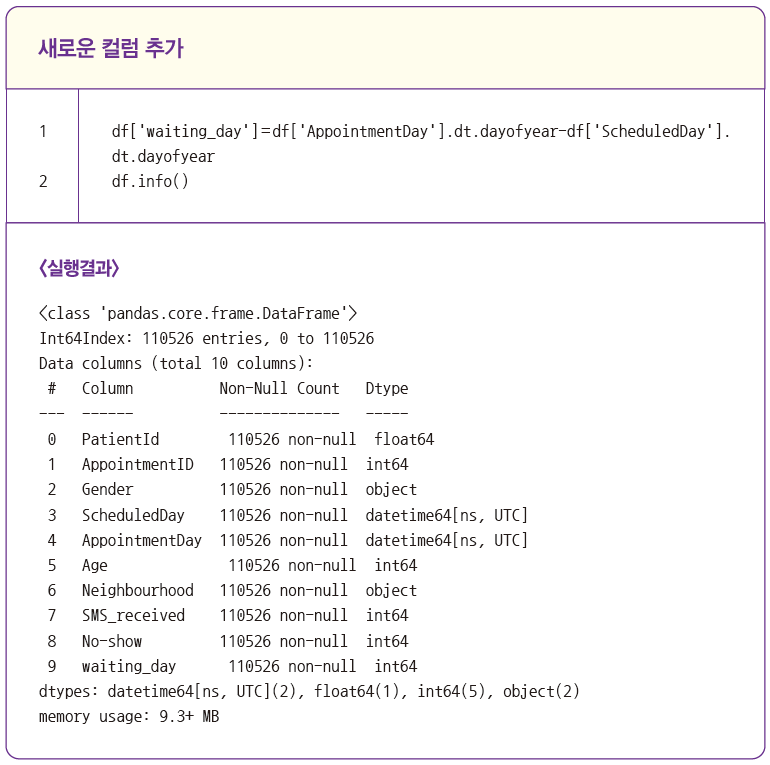 새로운 컬럼 추가
1 df['waiting_day']=df['AppointmentDay'].dt.dayofyear-df['ScheduledDay'].
dt.dayofyear
2 df.info()
<실행결과>
<class 'pandas.core.frame.DataFrame'>
Int64Index: 110526 entries, 0 to 110526
Data columns (total 10 columns):
 #   Column          Non-Null Count   Dtype
---  ------          --------------   -----
 0   PatientId        110526 non-null  float64
 1   AppointmentID   110526 non-null  int64
 2   Gender          110526 non-null  object
 3   ScheduledDay    110526 non-null  datetime64[ns, UTC]
 4   AppointmentDay  110526 non-null  datetime64[ns, UTC]
 5   Age              110526 non-null  int64
 6   Neighbourhood   110526 non-null  object
 7   SMS_received    110526 non-null  int64
 8   No-show         110526 non-null  int64
 9   waiting_day      110526 non-null  int64
dtypes: datetime64[ns, UTC](2), float64(1), int64(5), object(2)
memory usage: 9.3+ MB